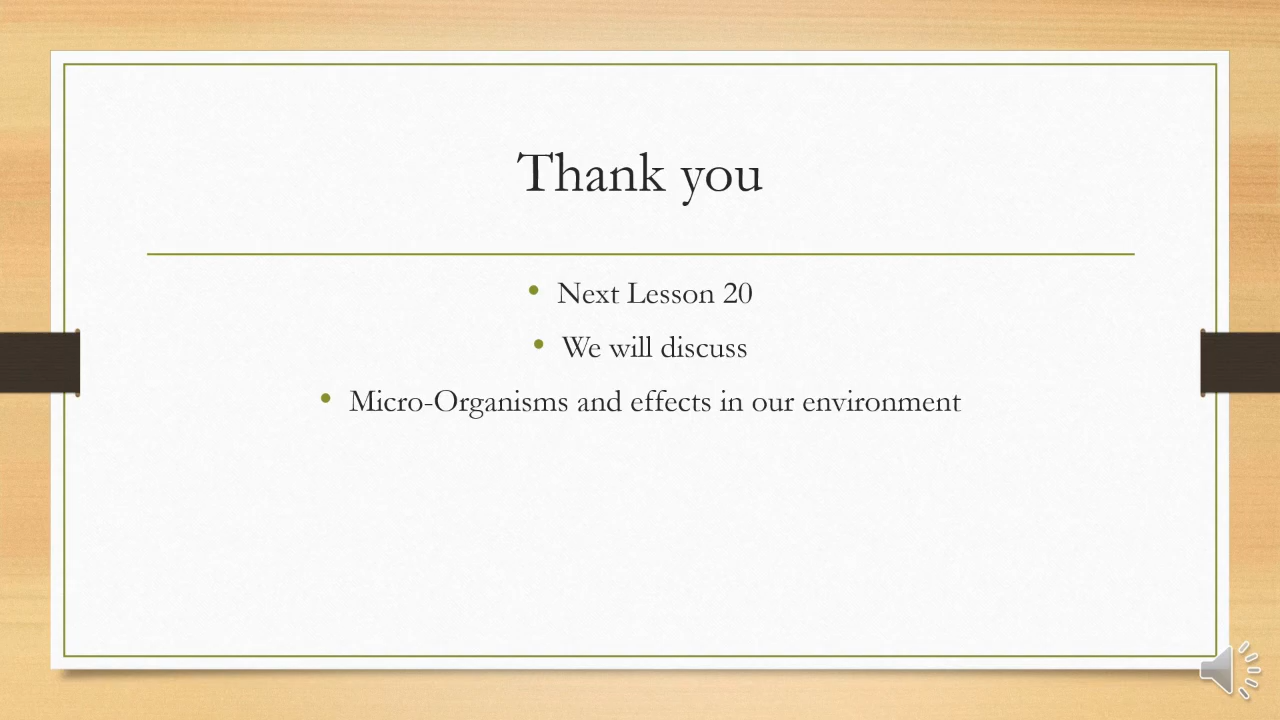 Thank you
• Next Lesson 20
• We will discuss
• Micro-Organisms and effects in our environment